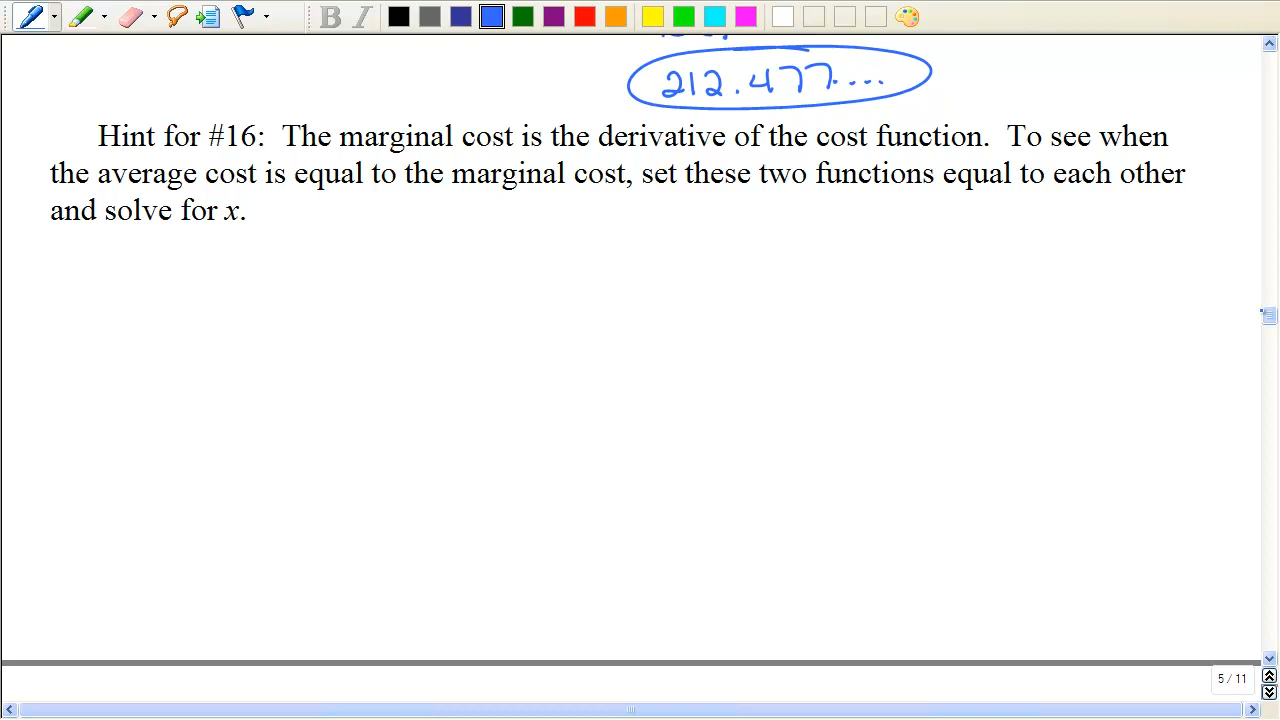 B I
212.477....
Hint for #16: The marginal cost is the derivative of the cost function. To see when
the average cost is equal to the marginal cost, set these two functions equal to each other
and solve for x.
5 / 11